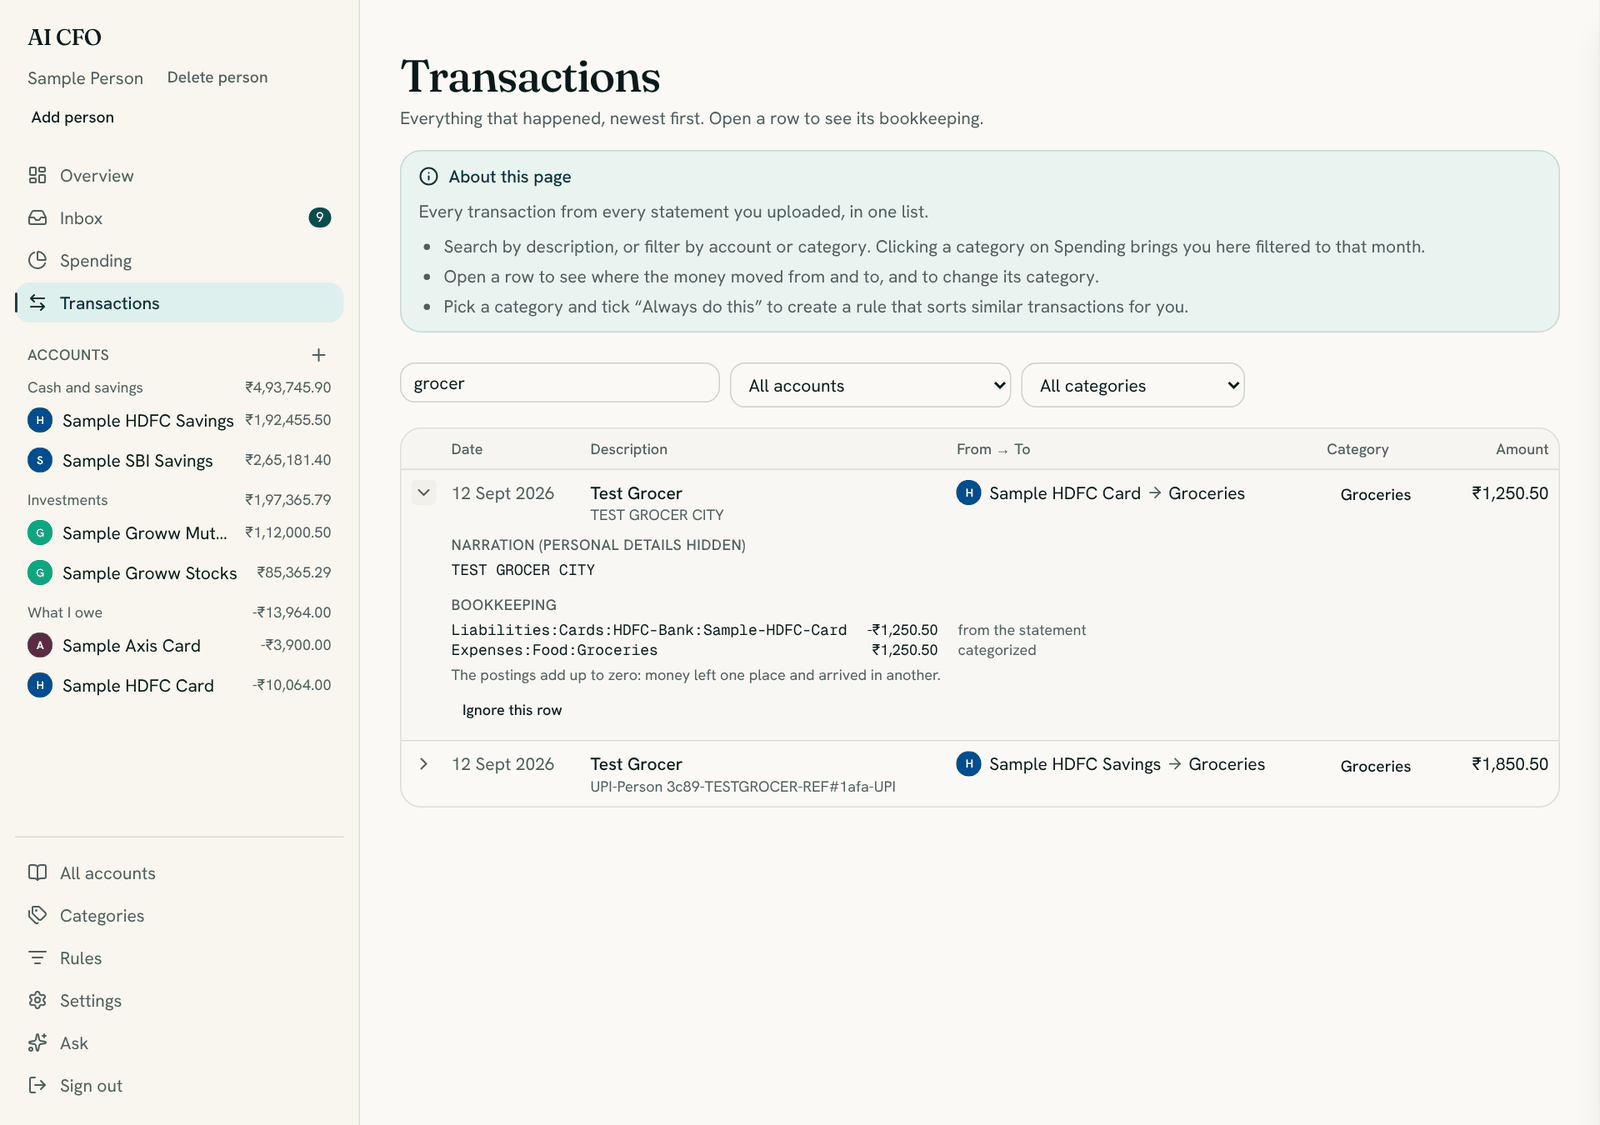 AI CFO
Sample Person Delete person
Add person
Overview
Inbox 9
Spending
Transactions
ACCOUNTS
Cash and savings ₹4,93,745.90
H Sample HDFC Savings ₹1,92,455.50
S Sample SBI Savings ₹2,65,181.40
Investments ₹1,97,365.79
G Sample Groww Mut... ₹1,12,000.50
G Sample Groww Stocks ₹85,365.29
What I owe -₹13,964.00
A Sample Axis Card -₹3,900.00
H Sample HDFC Card -₹10,064.00
All accounts
Categories
Rules
Settings
Ask
Sign out
Transactions
Everything that happened, newest first. Open a row to see its bookkeeping.
About this page
Every transaction from every statement you uploaded, in one list.
• Search by description, or filter by account or category. Clicking a category on Spending brings you here filtered to that month.
• Open a row to see where the money moved from and to, and to change its category.
• Pick a category and tick “Always do this” to create a rule that sorts similar transactions for you.
grocer All accounts All categories
Date Description From → To Category Amount
12 Sept 2026 Test Grocer H Sample HDFC Card → Groceries Groceries ₹1,250.50
TEST GROCER CITY
NARRATION (PERSONAL DETAILS HIDDEN)
TEST GROCER CITY
BOOKKEEPING
Liabilities:Cards:HDFC-Bank:Sample-HDFC-Card -₹1,250.50 from the statement
Expenses:Food:Groceries ₹1,250.50 categorized
The postings add up to zero: money left one place and arrived in another.
Ignore this row
12 Sept 2026 Test Grocer H Sample HDFC Savings → Groceries Groceries ₹1,850.50
UPI-Person 3c89-TESTGROCER-REF#1afa-UPI